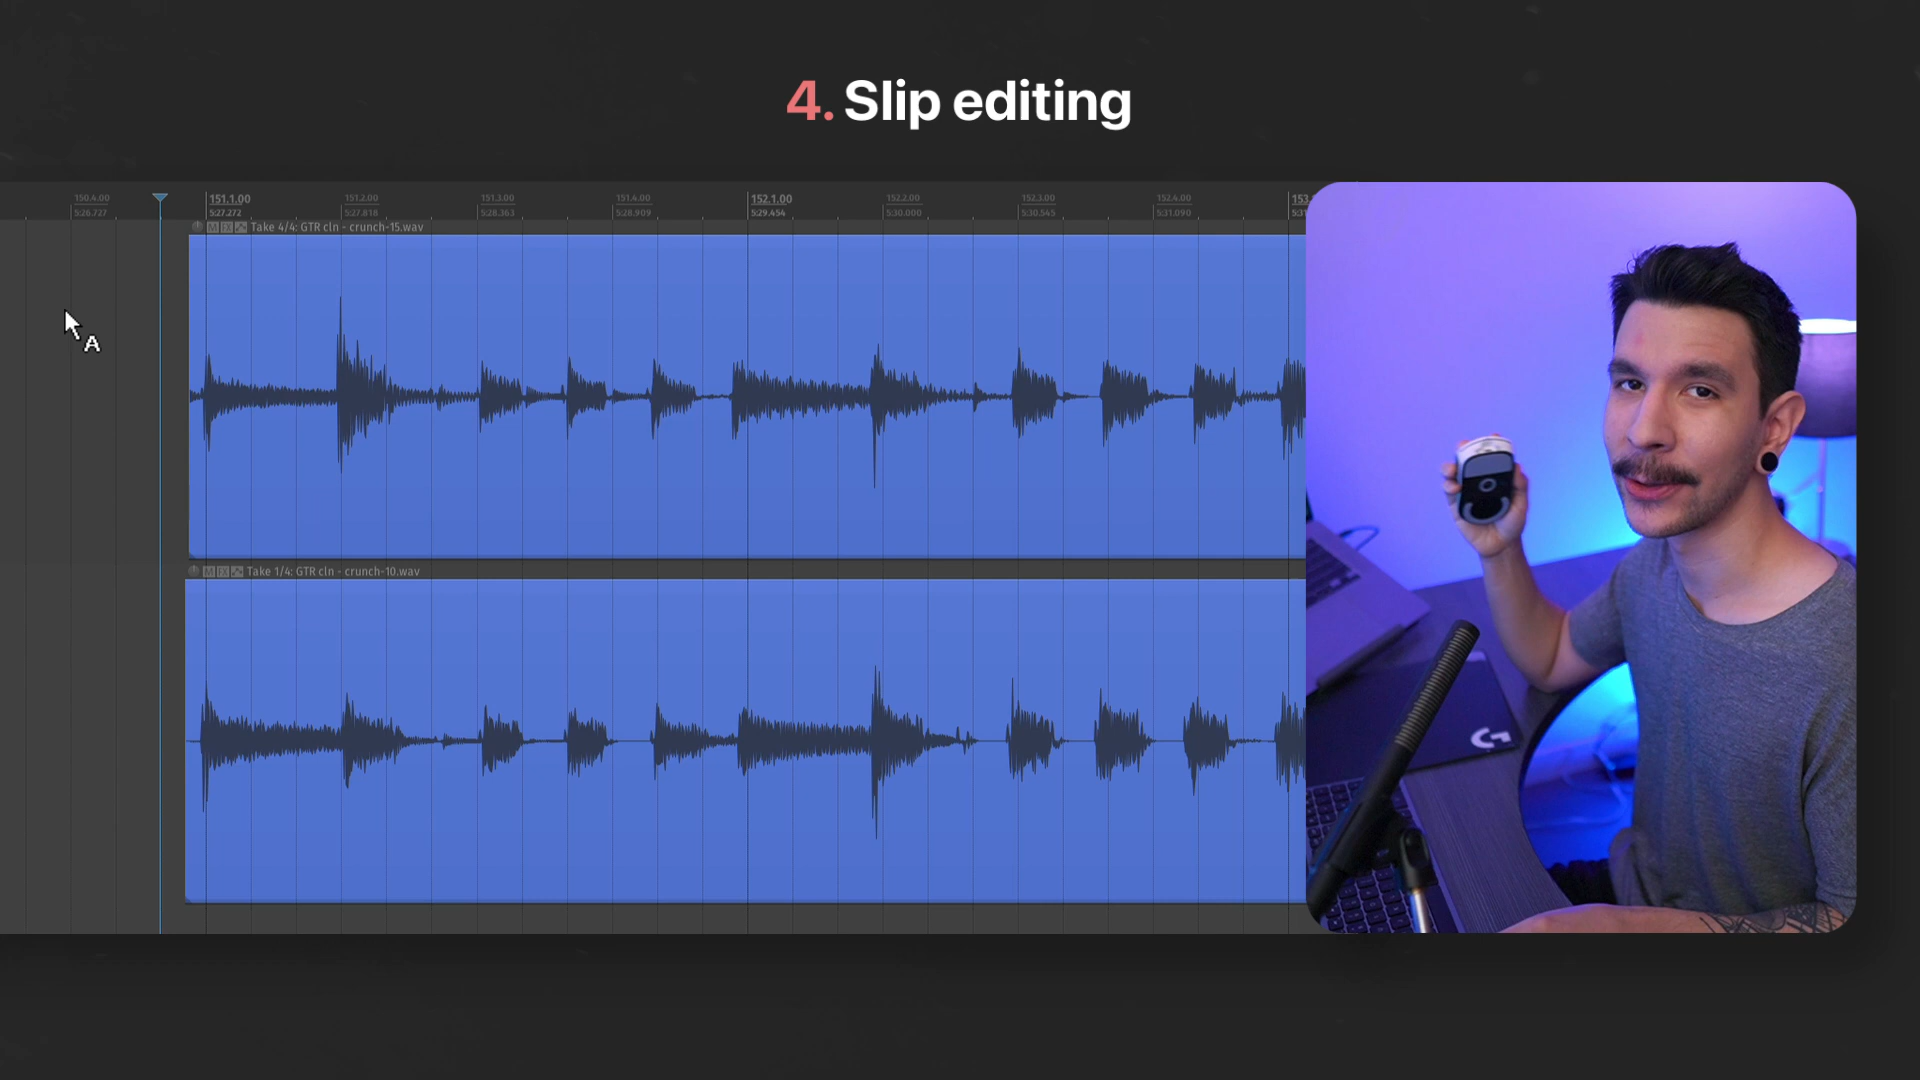 4. Slip editing
150.4.00 151.1.00 151.2.00 151.3.00 151.4.00 152.1.00 152.2.00 152.3.00 152.4.00
5:26.727 5:27.272 5:27.818 5:28.363 5:28.909 5:29.454 5:30.000 5:30.545 5:31.090
M FX Take 4/4: GTR cln - crunch-15.wav
A
M FX Take 1/4: GTR cln - crunch-10.wav
G